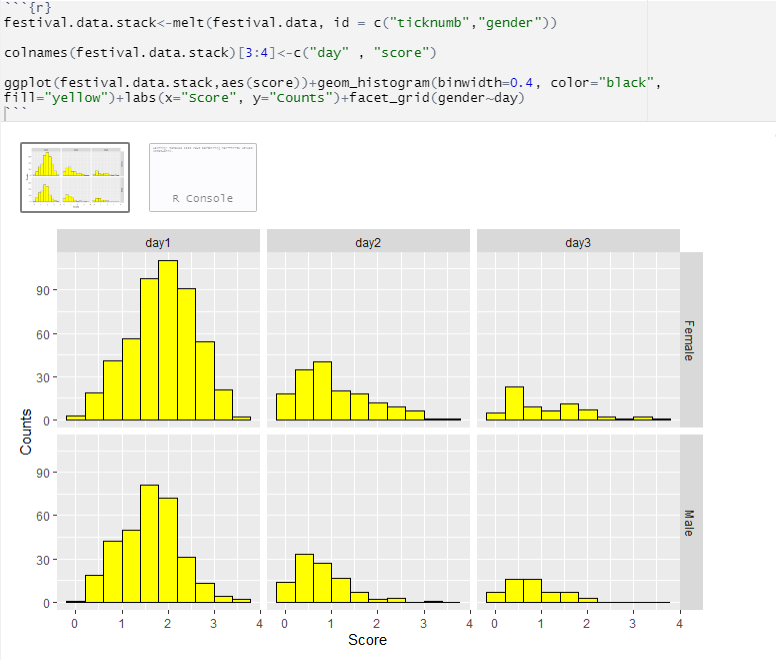 ```{r}
festival.data.stack<-melt(festival.data, id = c("ticknumb","gender"))
colnames(festival.data.stack)[3:4]<-c("day" , "score")
ggplot(festival.data.stack,aes(score))+geom_histogram(binwidth=0.4, color="black",
fill="yellow")+labs(x="Score", y="Counts")+facet_grid(gender~day)
```
R Console
day1 day2 day3
90
60
30
0
Female
Counts
90
60
30
0
Male
0 1 2 3 4 0 1 2 3 4 0 1 2 3 4
Score